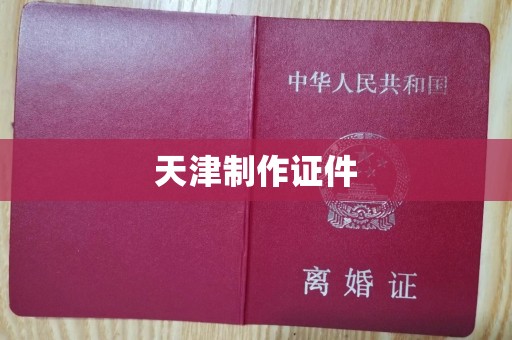 中华人民共和国
天津制作证件
离婚证